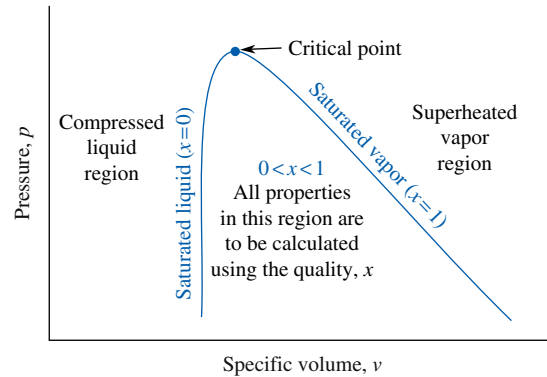 Critical point
Compressed
liquid
region
Saturated liquid (x=0)
0<x<1
All properties
in this region are
to be calculated
using the quality, x
Saturated vapor (x=1)
Superheated
vapor
region
Pressure, p
Specific volume, v